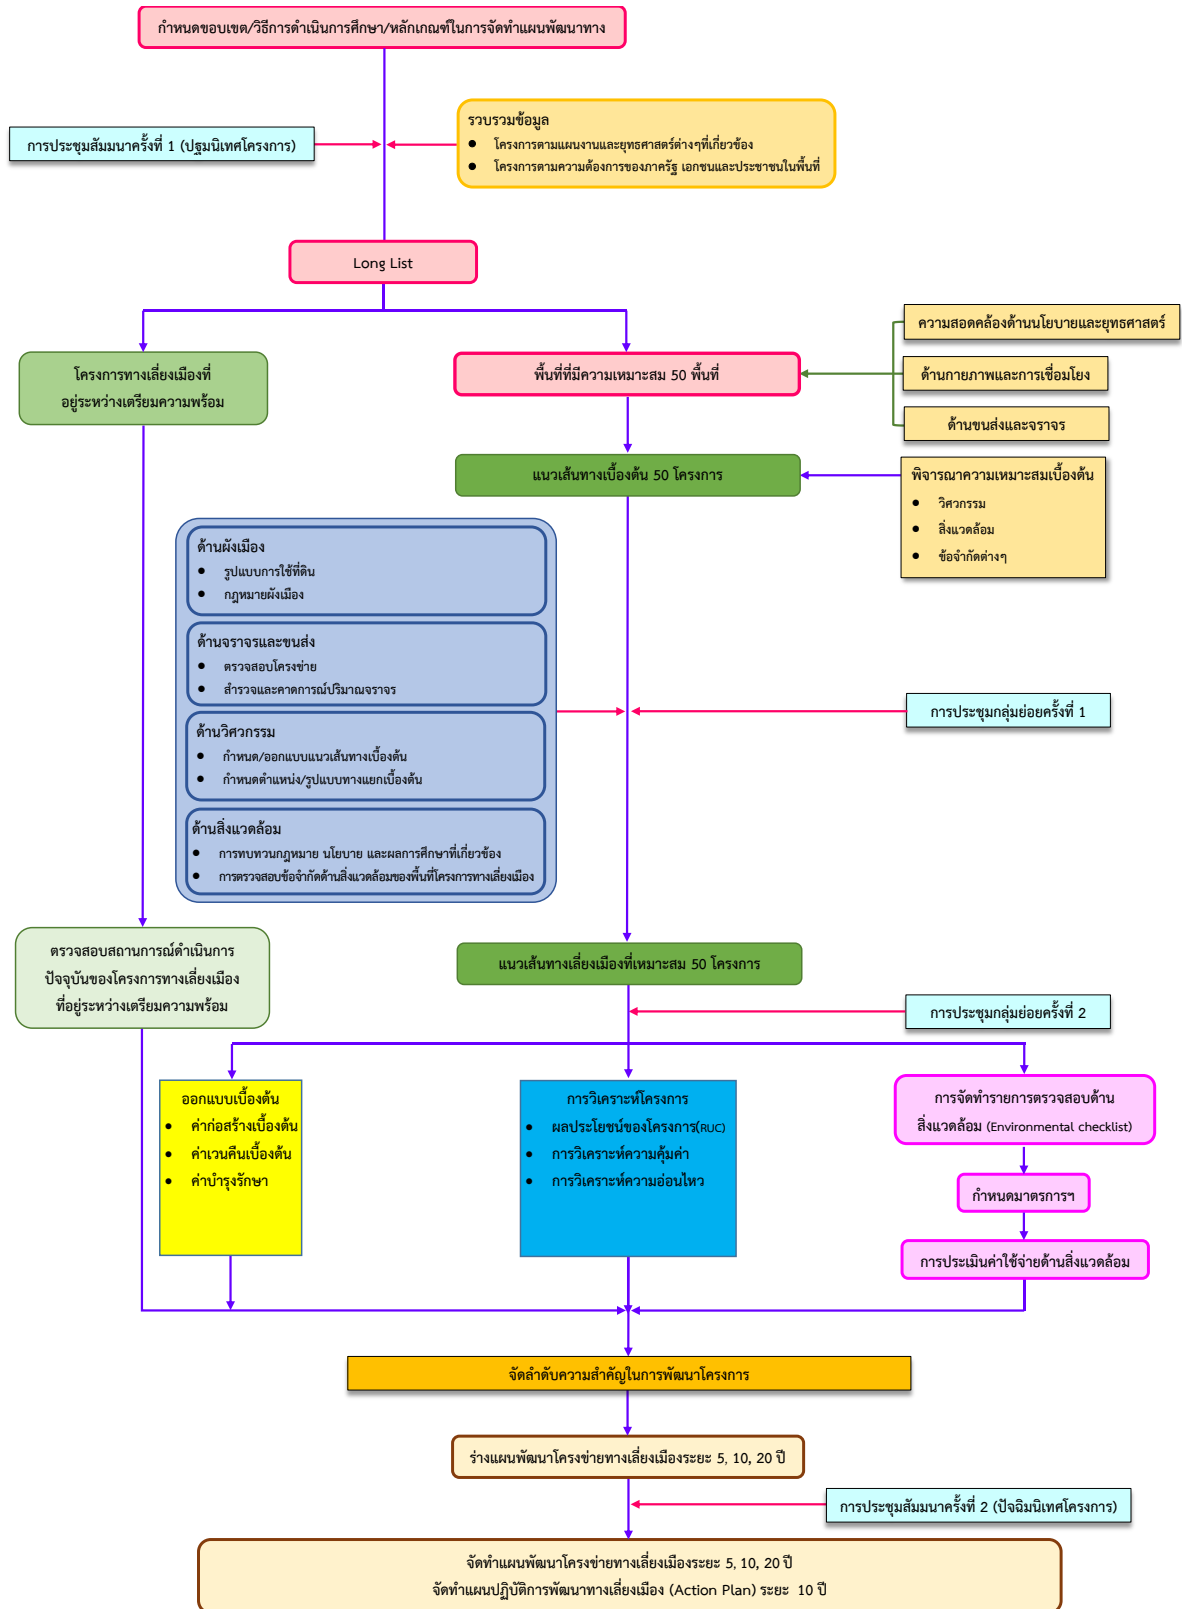 กำหนดขอบเขต/วิธีการดำเนินการศึกษา/หลักเกณฑ์ในการจัดทำแผนพัฒนาทาง
การประชุมสัมมนาครั้งที่ 1 (ปฐมนิเทศโครงการ)
รวบรวมข้อมูล
● โครงการตามแผนงานและยุทธศาสตร์ต่างๆที่เกี่ยวข้อง
● โครงการตามความต้องการของภาครัฐ เอกชนและประชาชนในพื้นที่
Long List
โครงการทางเลี่ยงเมืองที่
อยู่ระหว่างเตรียมความพร้อม
พื้นที่ที่มีความเหมาะสม 50 พื้นที่
ความสอดคล้องด้านนโยบายและยุทธศาสตร์
ด้านกายภาพและการเชื่อมโยง
ด้านขนส่งและจราจร
แนวเส้นทางเบื้องต้น 50 โครงการ
พิจารณาความเหมาะสมเบื้องต้น
● วิศวกรรม
● สิ่งแวดล้อม
● ข้อจำกัดต่างๆ
ด้านผังเมือง
● รูปแบบการใช้ที่ดิน
● กฎหมายผังเมือง
ด้านจราจรและขนส่ง
● ตรวจสอบโครงข่าย
● สำรวจและคาดการณ์ปริมาณจราจร
ด้านวิศวกรรม
● กำหนด/ออกแบบแนวเส้นทางเบื้องต้น
● กำหนดตำแหน่ง/รูปแบบทางแยกเบื้องต้น
ด้านสิ่งแวดล้อม
● การทบทวนกฎหมาย นโยบาย และผลการศึกษาที่เกี่ยวข้อง
● การตรวจสอบข้อจำกัดด้านสิ่งแวดล้อมของพื้นที่โครงการทางเลี่ยงเมือง
การประชุมกลุ่มย่อยครั้งที่ 1
ตรวจสอบสถานการณ์ดำเนินการ
ปัจจุบันของโครงการทางเลี่ยงเมือง
ที่อยู่ระหว่างเตรียมความพร้อม
แนวเส้นทางเลี่ยงเมืองที่เหมาะสม 50 โครงการ
การประชุมกลุ่มย่อยครั้งที่ 2
ออกแบบเบื้องต้น
● ค่าก่อสร้างเบื้องต้น
● ค่าเวนคืนเบื้องต้น
● ค่าบำรุงรักษา
การวิเคราะห์โครงการ
● ผลประโยชน์ของโครงการ(RUC)
● การวิเคราะห์ความคุ้มค่า
● การวิเคราะห์ความอ่อนไหว
การจัดทำรายการตรวจสอบด้าน
สิ่งแวดล้อม (Environmental checklist)
กำหนดมาตรการฯ
การประเมินค่าใช้จ่ายด้านสิ่งแวดล้อม
จัดลำดับความสำคัญในการพัฒนาโครงการ
ร่างแผนพัฒนาโครงข่ายทางเลี่ยงเมืองระยะ 5, 10, 20 ปี
การประชุมสัมมนาครั้งที่ 2 (ปัจฉิมนิเทศโครงการ)
จัดทำแผนพัฒนาโครงข่ายทางเลี่ยงเมืองระยะ 5, 10, 20 ปี
จัดทำแผนปฏิบัติการพัฒนาทางเลี่ยงเมือง (Action Plan) ระยะ 10 ปี